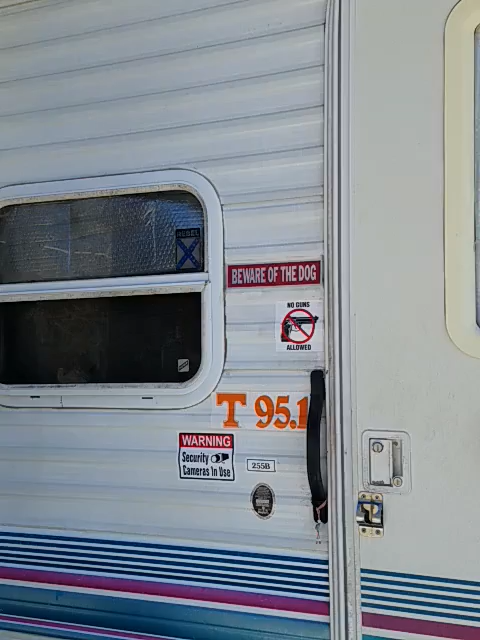 BEWARE OF THE DOG
NO GUNS
ALLOWED
T 95.1
WARNING
Security
Cameras In Use
255B